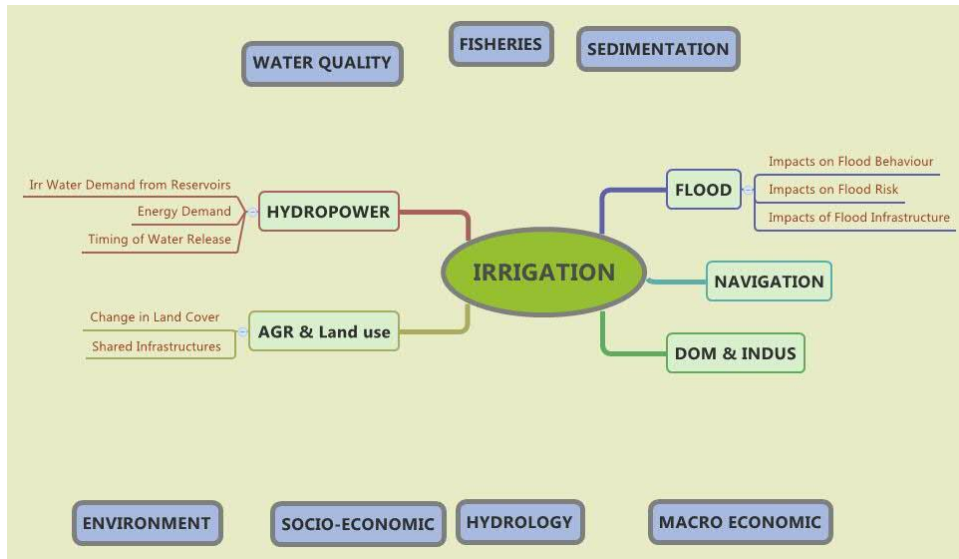 WATER QUALITY
FISHERIES
SEDIMENTATION
Irr Water Demand from Reservoirs
Energy Demand
Timing of Water Release
HYDROPOWER
Change in Land Cover
Shared Infrastructures
AGR & Land use
IRRIGATION
FLOOD
Impacts on Flood Behaviour
Impacts on Flood Risk
Impacts of Flood Infrastructure
NAVIGATION
DOM & INDUS
ENVIRONMENT
SOCIO-ECONOMIC
HYDROLOGY
MACRO ECONOMIC